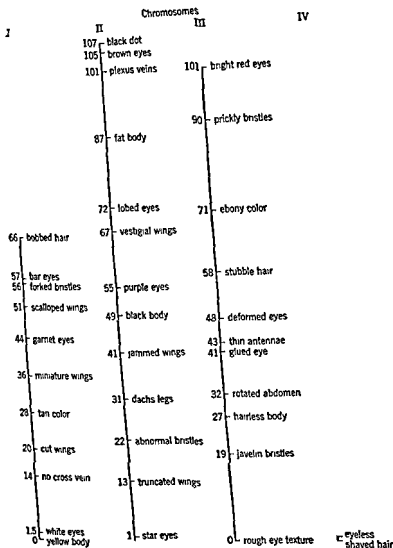 Chromosomes
1
II
III
IV
66 bobbed hair
57 bar eyes
56 forked bristles
51 scalloped wings
44 garnet eyes
36 miniature wings
28 tan color
20 cut wings
14 no cross vein
1.5 white eyes
0 yellow body
107 black dot
105 brown eyes
101 plexus veins
87 fat body
72 lobed eyes
67 vestigial wings
55 purple eyes
49 black body
41 jammed wings
31 dachs legs
22 abnormal bristles
13 truncated wings
1 star eyes
101 bright red eyes
90 prickly bristles
71 ebony color
58 stubble hair
48 deformed eyes
43 thin antennae
41 glued eye
32 rotated abdomen
27 hairless body
19 javelin bristles
0 rough eye texture
eyeless
shaved hair